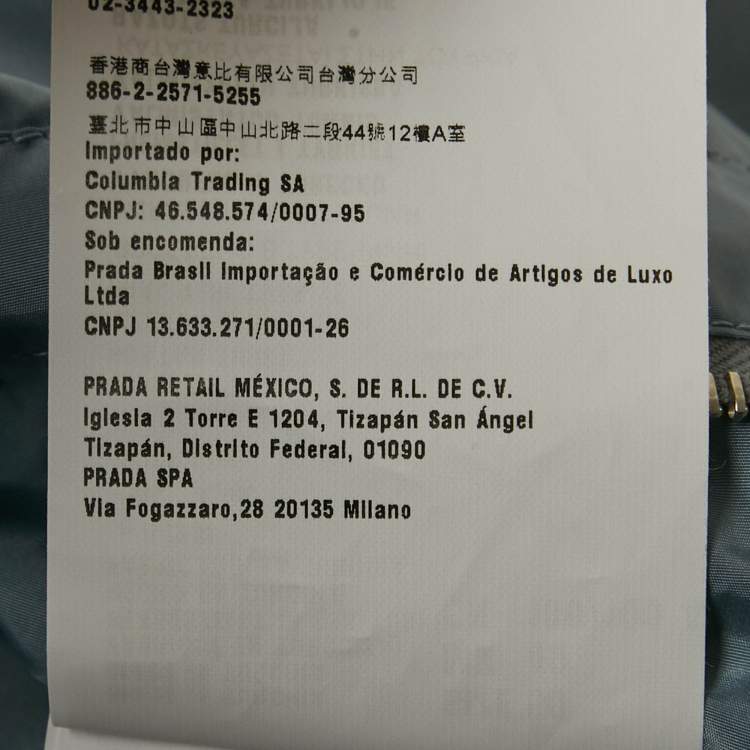 02-3443-2323
香港商台灣意比有限公司台灣分公司
886-2-2571-5255
臺北市中山區中山北路二段44號12樓A室
Importado por:
Columbia Trading SA
CNPJ: 46.548.574/0007-95
Sob encomenda:
Prada Brasil Importação e Comércio de Artigos de Luxo
Ltda
CNPJ 13.633.271/0001-26
PRADA RETAIL MÉXICO, S. DE R.L. DE C.V.
Iglesia 2 Torre E 1204, Tizapán San Ángel
Tizapán, Distrito Federal, 01090
PRADA SPA
Via Fogazzaro,28 20135 Milano